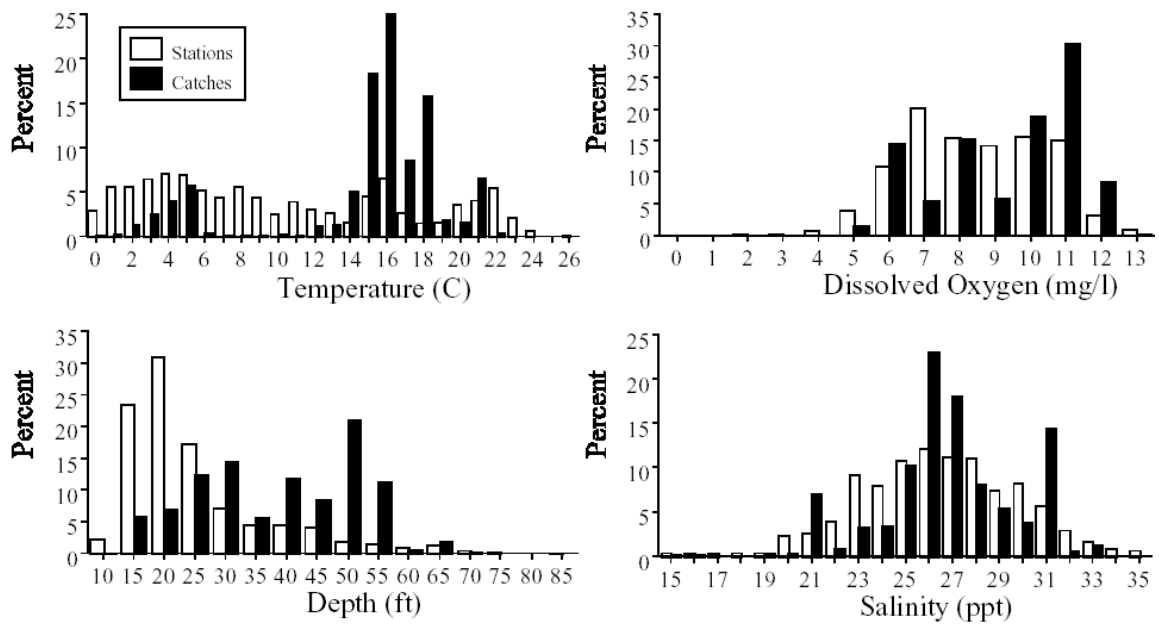 25
20
15
10
5
0
Percent
Stations
Catches
0 2 4 6 8 10 12 14 16 18 20 22 24 26
Temperature (C)
35
30
25
20
15
10
5
0
Percent
0 1 2 3 4 5 6 7 8 9 10 11 12 13
Dissolved Oxygen (mg/l)
35
30
25
20
15
10
5
0
Percent
10 15 20 25 30 35 40 45 50 55 60 65 70 75 80 85
Depth (ft)
25
20
15
10
5
0
Percent
15 17 19 21 23 25 27 29 31 33 35
Salinity (ppt)